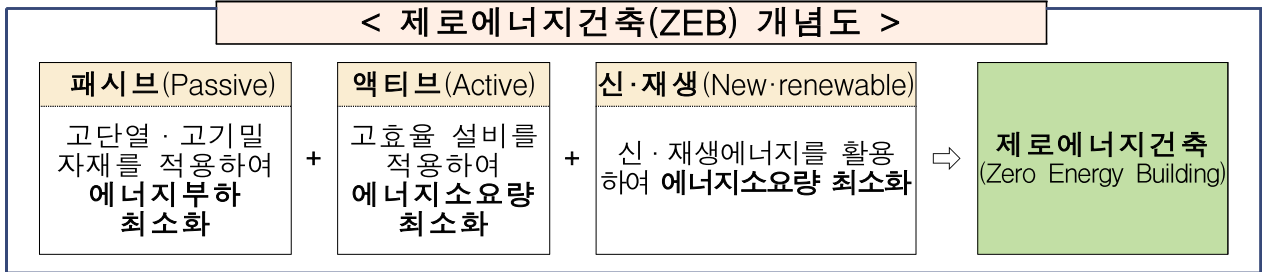 < 제로에너지건축(ZEB) 개념도 >
패시브(Passive)
고단열·고기밀
자재를 적용하여
에너지부하
최소화
+
액티브(Active)
고효율 설비를
적용하여
에너지소요량
최소화
+
신·재생(New·renewable)
신·재생에너지를 활용
하여 에너지소요량 최소화
⇨
제로에너지건축
(Zero Energy Building)